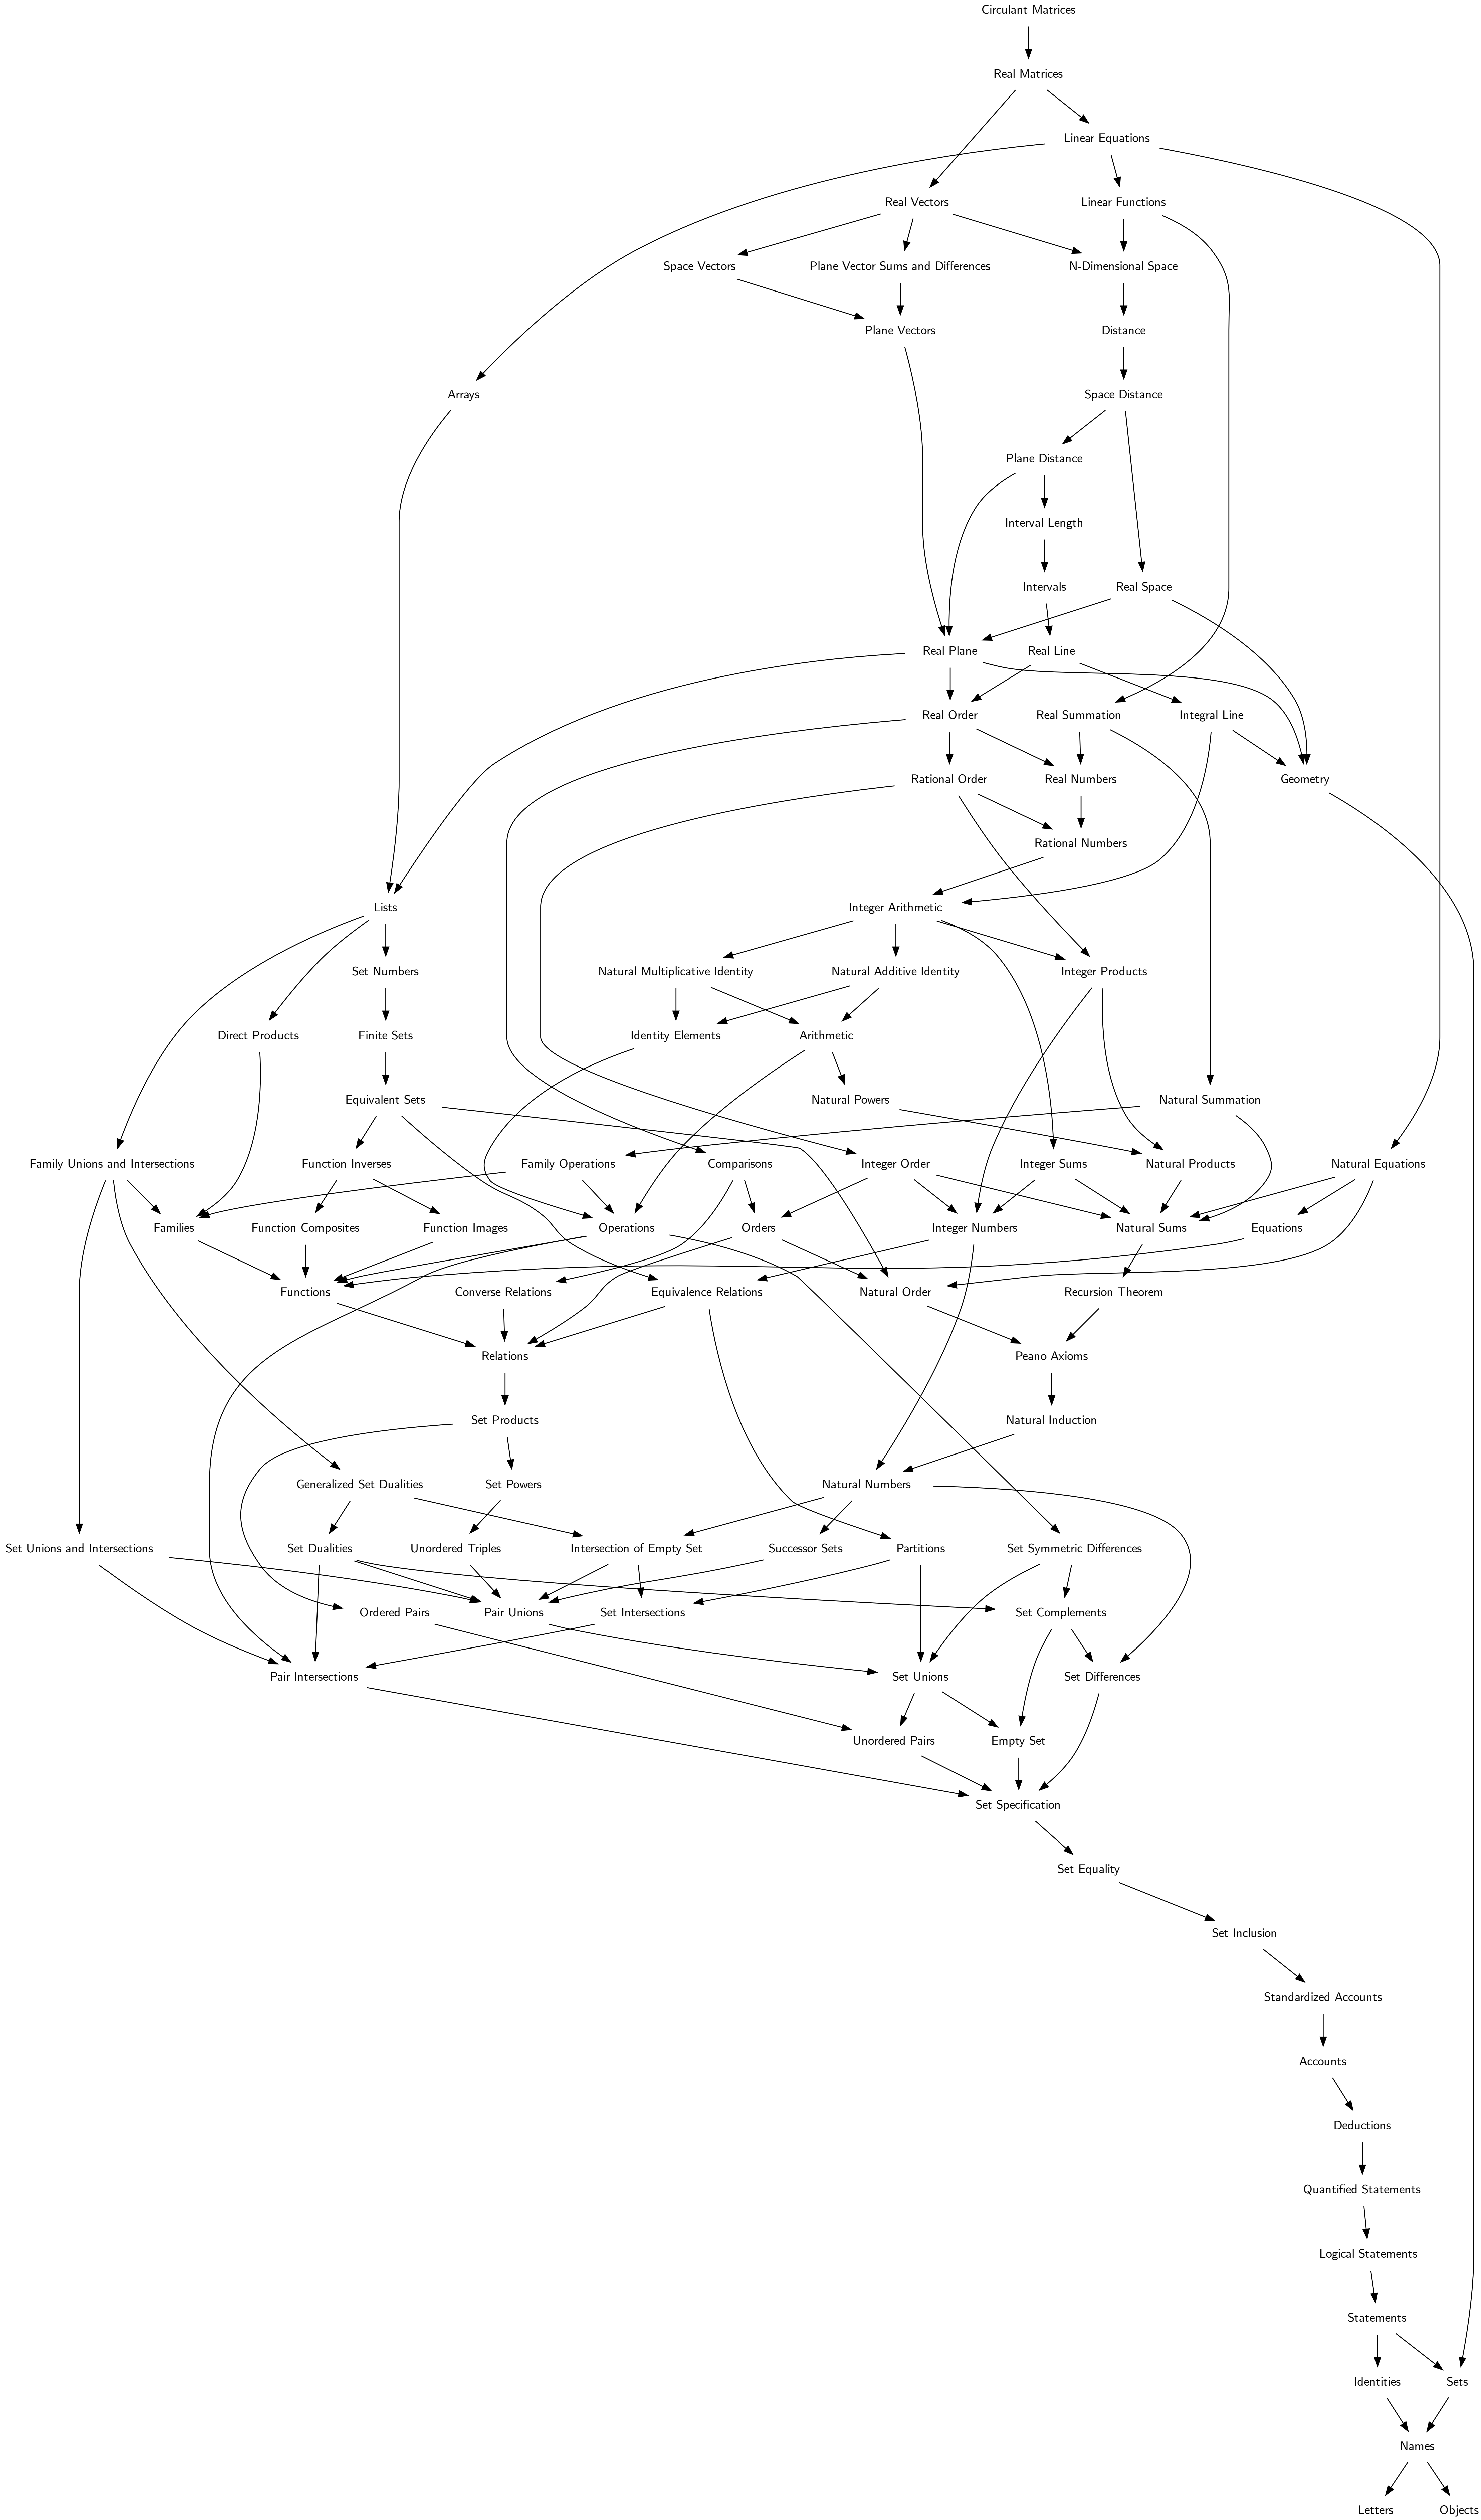 Circulant Matrices
Real Matrices
Linear Equations
Real Vectors
Linear Functions
Space Vectors
Plane Vector Sums and Differences
N-Dimensional Space
Plane Vectors
Distance
Arrays
Space Distance
Plane Distance
Interval Length
Intervals
Real Space
Real Plane
Real Line
Real Order
Real Summation
Integral Line
Rational Order
Real Numbers
Geometry
Rational Numbers
Lists
Integer Arithmetic
Set Numbers
Natural Multiplicative Identity
Natural Additive Identity
Integer Products
Direct Products
Finite Sets
Identity Elements
Arithmetic
Equivalent Sets
Natural Powers
Natural Summation
Family Unions and Intersections
Function Inverses
Family Operations
Comparisons
Integer Order
Integer Sums
Natural Products
Natural Equations
Families
Function Composites
Function Images
Operations
Orders
Integer Numbers
Natural Sums
Equations
Functions
Converse Relations
Equivalence Relations
Natural Order
Recursion Theorem
Relations
Peano Axioms
Set Products
Natural Induction
Generalized Set Dualities
Set Powers
Natural Numbers
Set Unions and Intersections
Set Dualities
Unordered Triples
Intersection of Empty Set
Successor Sets
Partitions
Set Symmetric Differences
Ordered Pairs
Pair Unions
Set Intersections
Set Complements
Pair Intersections
Set Unions
Set Differences
Unordered Pairs
Empty Set
Set Specification
Set Equality
Set Inclusion
Standardized Accounts
Accounts
Deductions
Quantified Statements
Logical Statements
Statements
Identities
Sets
Names
Letters
Objects